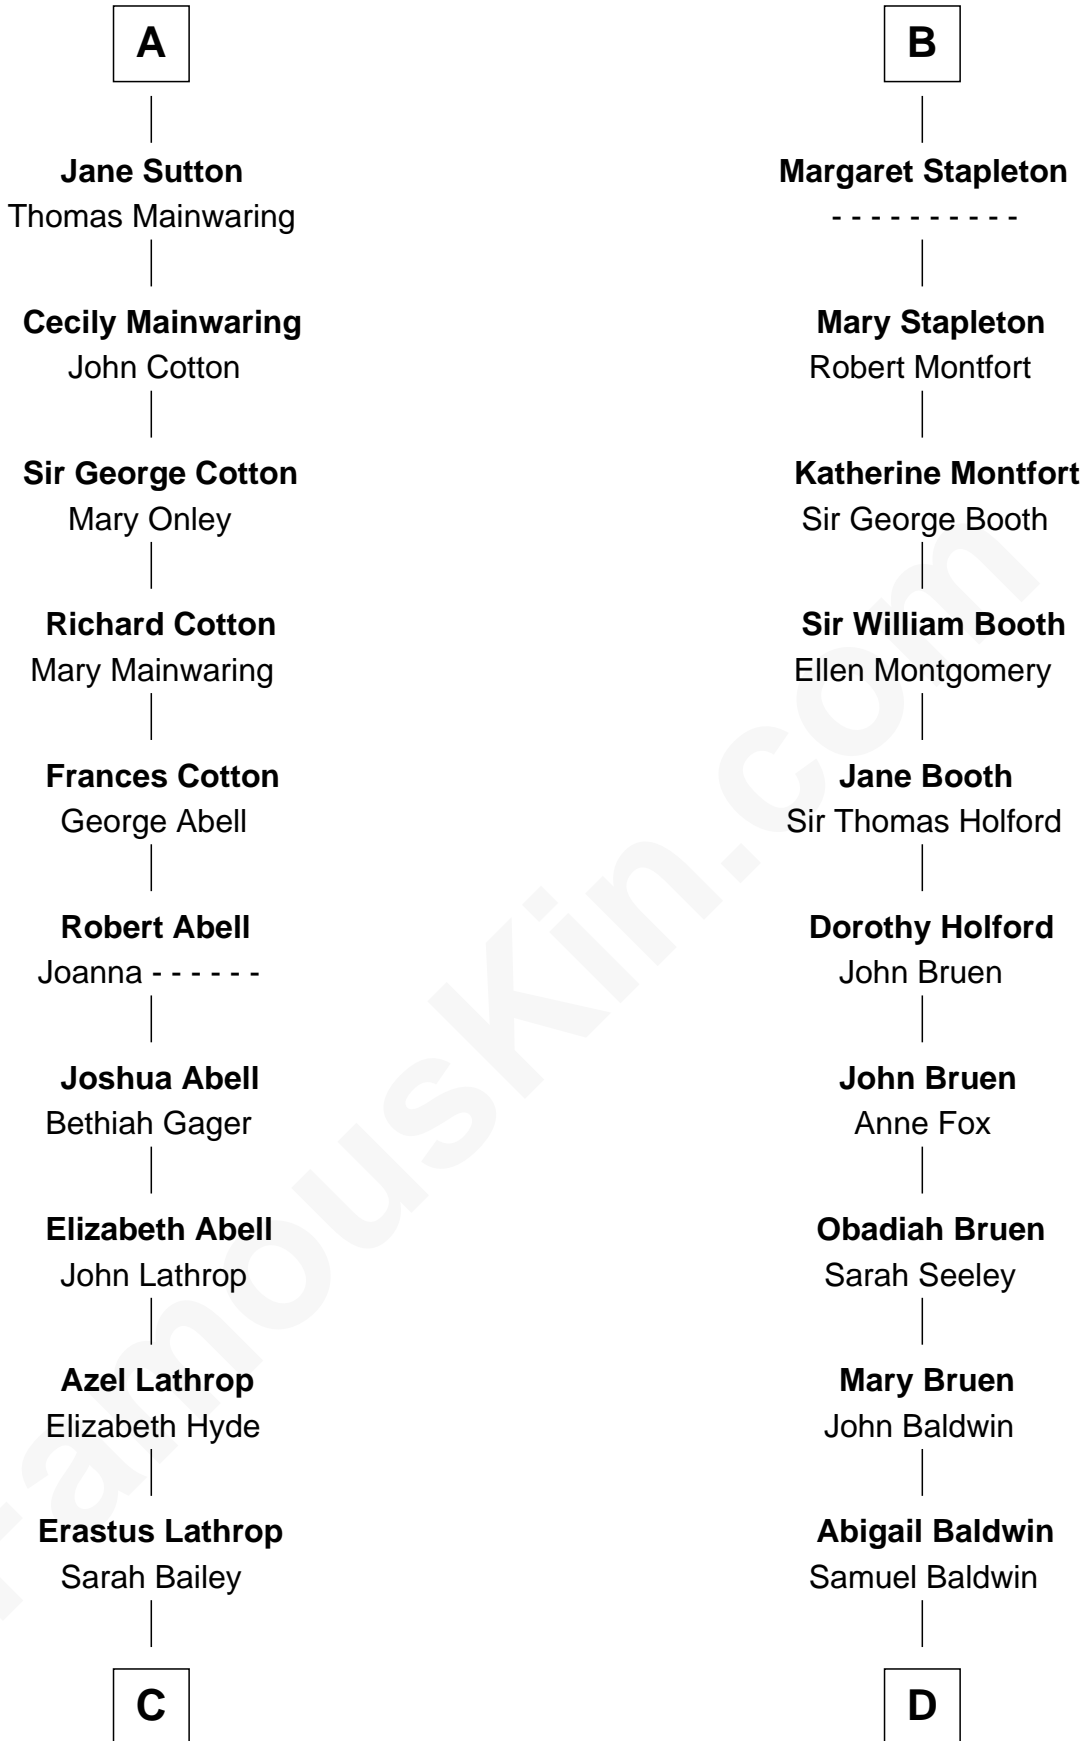 A
Jane Sutton
Thomas Mainwaring
Cecily Mainwaring
John Cotton
Sir George Cotton
Mary Onley
Richard Cotton
Mary Mainwaring
Frances Cotton
George Abell
Robert Abell
Joanna - - - - - -
Joshua Abell
Bethiah Gager
Elizabeth Abell
John Lathrop
Azel Lathrop
Elizabeth Hyde
Erastus Lathrop
Sarah Bailey
C
B
Margaret Stapleton
- - - - - - - - - -
Mary Stapleton
Robert Montfort
Katherine Montfort
Sir George Booth
Sir William Booth
Ellen Montgomery
Jane Booth
Sir Thomas Holford
Dorothy Holford
John Bruen
John Bruen
Anne Fox
Obadiah Bruen
Sarah Seeley
Mary Bruen
John Baldwin
Abigail Baldwin
Samuel Baldwin
D
FamousKin.com